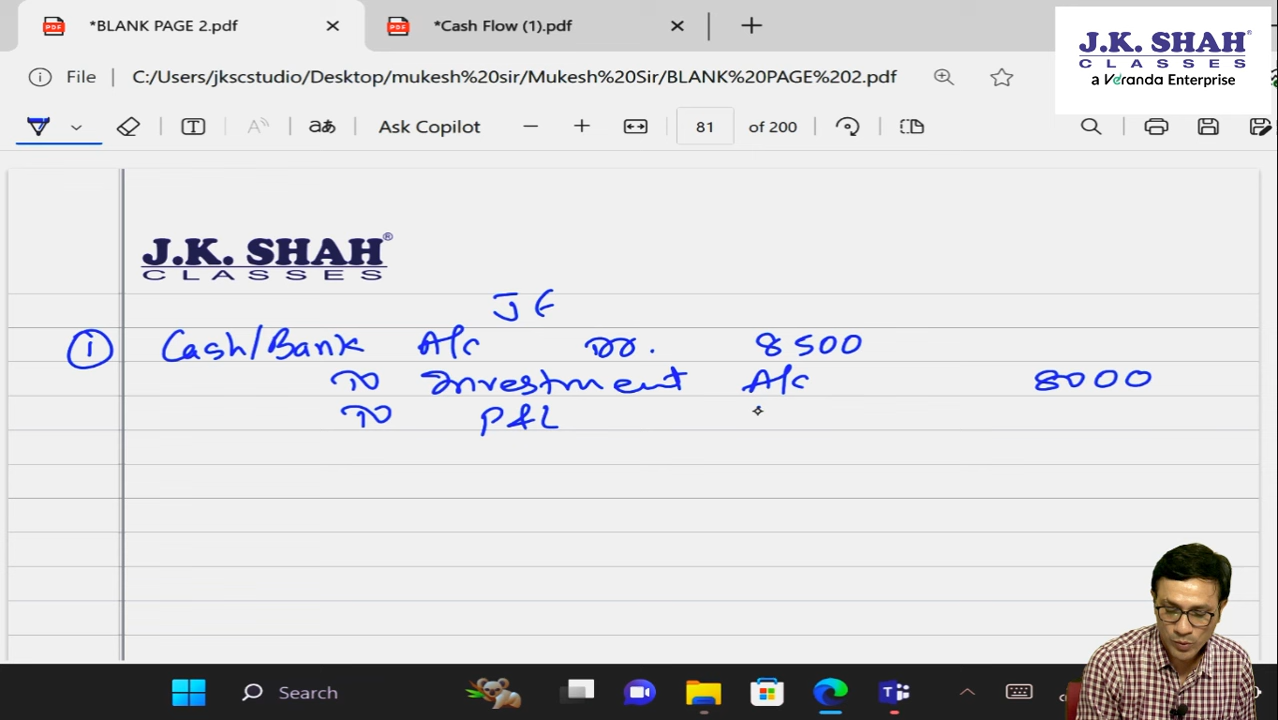 *BLANK PAGE 2.pdf
*Cash Flow (1).pdf
J.K. SHAH®
CLASSES
a Veranda Enterprise
File C:/Users/jkscstudio/Desktop/mukesh%20sir/Mukesh%20Sir/BLANK%20PAGE%202.pdf
Ask Copilot 81 of 200
J.K. SHAH®
CLASSES
JE
i Cash/Bank A/c Dr. 8500
To Investment A/c 8000
To P&L
Search